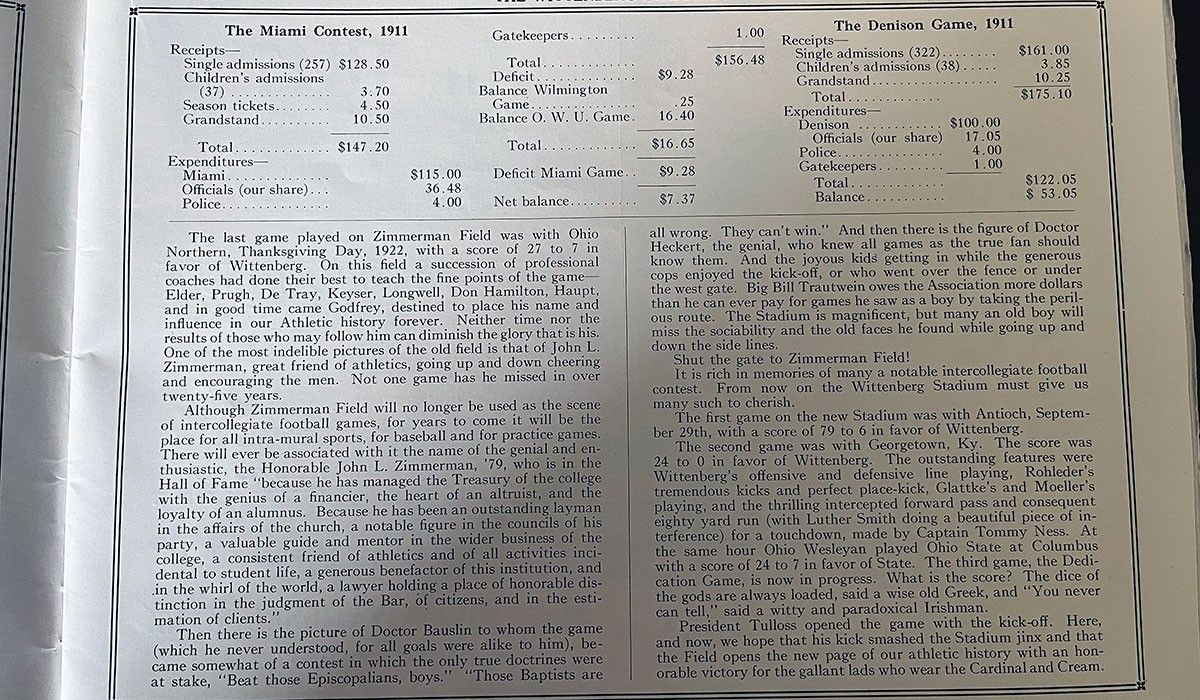 The Miami Contest, 1911
Receipts—
Single admissions (257) $128.50
Children's admissions
(37) .............. 3.70
Season tickets........ 4.50
Grandstand.......... 10.50
Total............. $147.20
Expenditures—
Miami............... $115.00
Officials (our share)... 36.48
Police................ 4.00
Gatekeepers......... 1.00
Total............. $156.48
Deficit.............. $9.28
Balance Wilmington
Game............... .25
Balance O. W. U. Game. 16.40
Total............. $16.65
Deficit Miami Game.. $9.28
Net balance.......... $7.37
The Denison Game, 1911
Receipts—
Single admissions (322)........ $161.00
Children's admissions (38)..... 3.85
Grandstand.................. 10.25
Total................ $175.10
Expenditures—
Denison ............ $100.00
Officials (our share) 17.05
Police................ 4.00
Gatekeepers.......... 1.00
Total............... $122.05
Balance............ $ 53.05
The last game played on Zimmerman Field was with Ohio
Northern, Thanksgiving Day, 1922, with a score of 27 to 7 in
favor of Wittenberg. On this field a succession of professional
coaches had done their best to teach the fine points of the game—
Elder, Prugh, De Tray, Keyser, Longwell, Don Hamilton, Haupt,
and in good time came Godfrey, destined to place his name and
influence in our Athletic history forever. Neither time nor the
results of those who may follow him can diminish the glory that is his.
One of the most indelible pictures of the old field is that of John L.
Zimmerman, great friend of athletics, going up and down cheering
and encouraging the men. Not one game has he missed in over
twenty-five years.
Although Zimmerman Field will no longer be used as the scene
of intercollegiate football games, for years to come it will be the
place for all intra-mural sports, for baseball and for practice games.
There will ever be associated with it the name of the genial and en-
thusiastic, the Honorable John L. Zimmerman, '79, who is in the
Hall of Fame "because he has managed the Treasury of the college
with the genius of a financier, the heart of an altruist, and the
loyalty of an alumnus. Because he has been an outstanding layman
in the affairs of the church, a notable figure in the councils of his
party, a valuable guide and mentor in the wider business of the
college, a consistent friend of athletics and of all activities inci-
dental to student life, a generous benefactor of this institution, and
in the whirl of the world, a lawyer holding a place of honorable dis-
tinction in the judgment of the Bar, of citizens, and in the esti-
mation of clients."
Then there is the picture of Doctor Bauslin to whom the game
(which he never understood, for all goals were alike to him), be-
came somewhat of a contest in which the only true doctrines were
at stake, "Beat those Episcopalians, boys." "Those Baptists are
all wrong. They can't win." And then there is the figure of Doctor
Heckert, the genial, who knew all games as the true fan should
know them. And the joyous kids getting in while the generous
cops enjoyed the kick-off, or who went over the fence or under
the west gate. Big Bill Trautwein owes the Association more dollars
than he can ever pay for games he saw as a boy by taking the peril-
ous route. The Stadium is magnificent, but many an old boy will
miss the sociability and the old faces he found while going up and
down the side lines.
Shut the gate to Zimmerman Field!
It is rich in memories of many a notable intercollegiate football
contest. From now on the Wittenberg Stadium must give us
many such to cherish.
The first game on the new Stadium was with Antioch, Septem-
ber 29th, with a score of 79 to 6 in favor of Wittenberg.
The second game was with Georgetown, Ky. The score was
24 to 0 in favor of Wittenberg. The outstanding features were
Wittenberg's offensive and defensive line playing, Rohleder's
tremendous kicks and perfect place-kick, Glattke's and Moeller's
playing, and the thrilling intercepted forward pass and consequent
eighty yard run (with Luther Smith doing a beautiful piece of in-
terference) for a touchdown, made by Captain Tommy Ness. At
the same hour Ohio Wesleyan played Ohio State at Columbus
with a score of 24 to 7 in favor of State. The third game, the Dedi-
cation Game, is now in progress. What is the score? The dice of
the gods are always loaded, said a wise old Greek, and "You never
can tell," said a witty and paradoxical Irishman.
President Tulloss opened the game with the kick-off. Here,
and now, we hope that his kick smashed the Stadium jinx and that
the Field opens the new page of our athletic history with an hon-
orable victory for the gallant lads who wear the Cardinal and Cream.